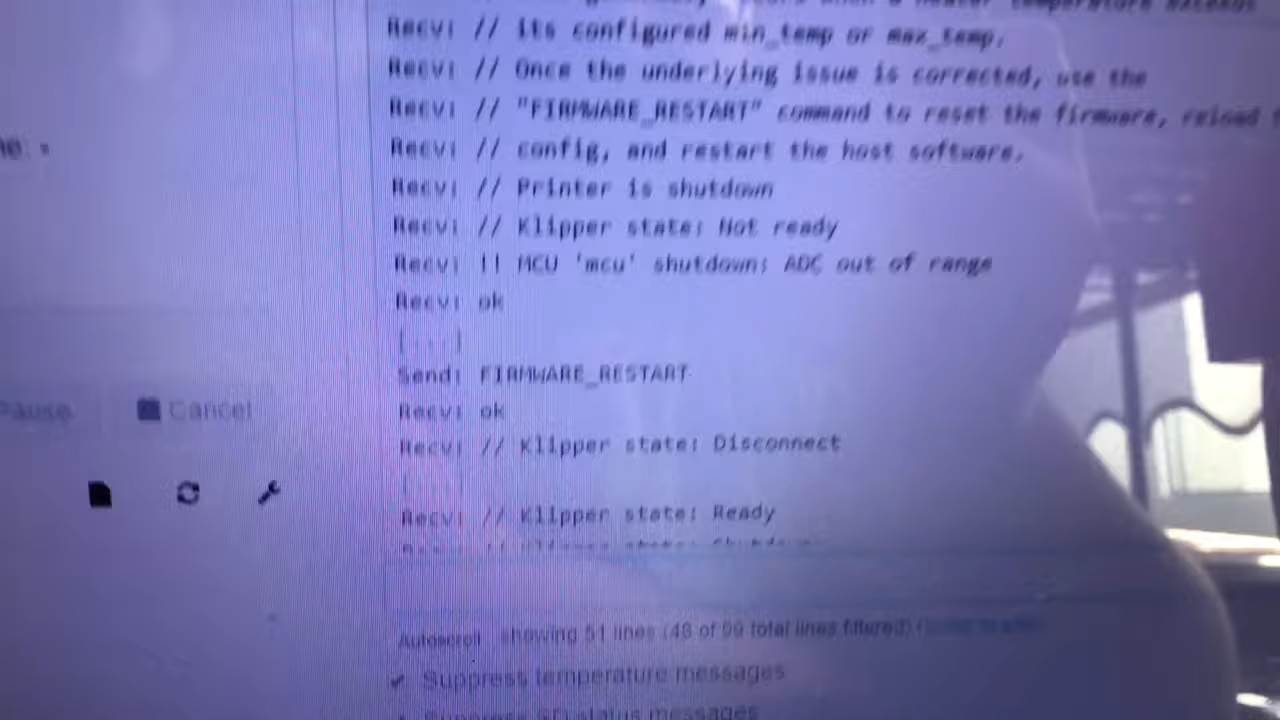 Recv: // its configured min_temp or max_temp.
Recv: // Once the underlying issue is corrected, use the
Recv: // "FIRMWARE_RESTART" command to reset the firmware, reload
Recv: // config, and restart the host software.
Recv: // Printer is shutdown
Recv: // Klipper state: Not ready
Recv: !! MCU 'mcu' shutdown: ADC out of range
Recv: ok
[...]
Send: FIRMWARE_RESTART
Recv: ok
Pause Cancel
Recv: // Klipper state: Disconnect
[...]
Recv: // Klipper state: Ready
Autoscroll showing 51 lines (48 of 99 total lines filtered)
Suppress temperature messages
Suppress SD status messages